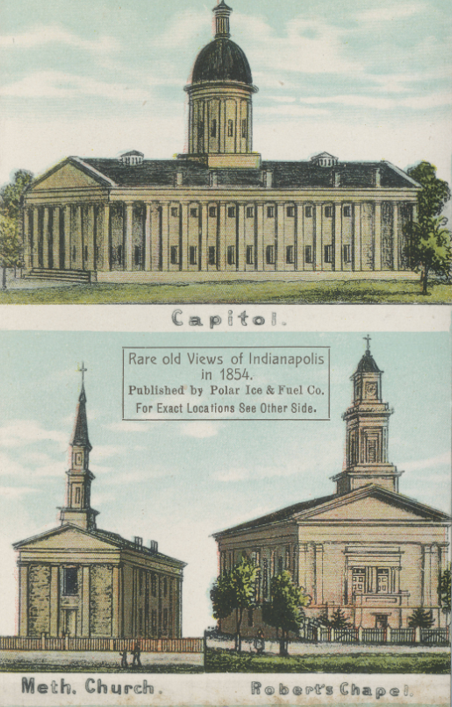 Capitol.
Rare old Views of Indianapolis
in 1854.
Published by Polar Ice & Fuel Co.
For Exact Locations See Other Side.
Meth. Church.
Robert's Chapel.